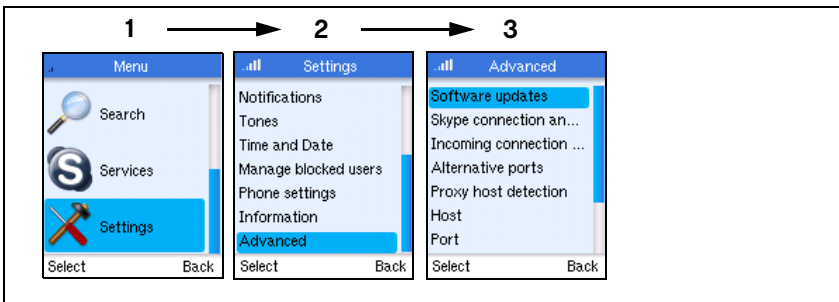 1 2 3
Menu
Search
Services
Settings
Select Back
Settings
Notifications
Tones
Time and Date
Manage blocked users
Phone settings
Information
Advanced
Select Back
Advanced
Software updates
Skype connection an...
Incoming connection ...
Alternative ports
Proxy host detection
Host
Port
Select Back